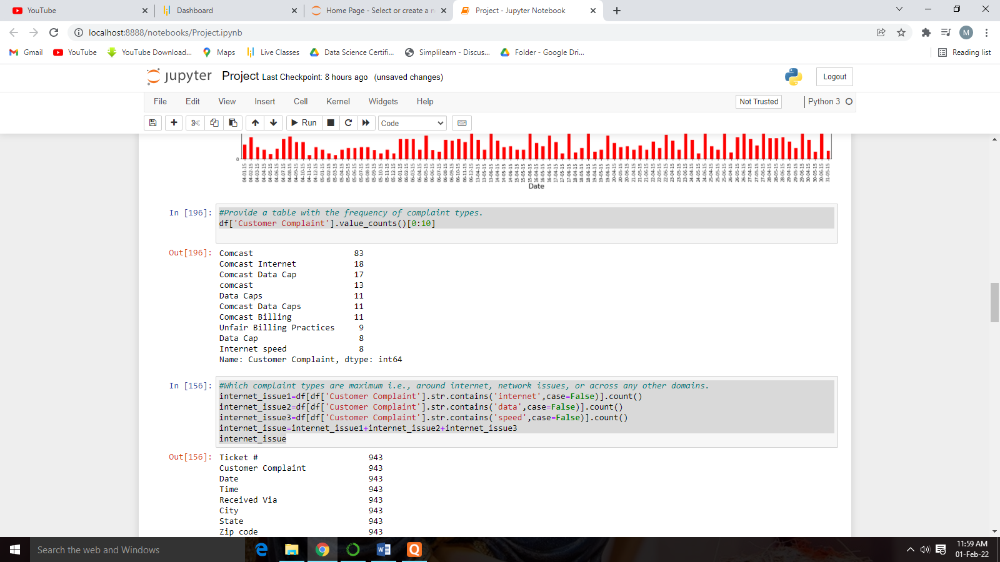 YouTube
Dashboard
Home Page - Select or create a n
Project - Jupyter Notebook
localhost:8888/notebooks/Project.ipynb
M
Gmail
YouTube
YouTube Download...
Maps
Live Classes
Data Science Certifi...
Simplilearn - Discus...
Folder - Google Dri...
Reading list
jupyter
Project Last Checkpoint: 8 hours ago (unsaved changes)
Logout
File Edit View Insert Cell Kernel Widgets Help
Not Trusted
Python 3
Run
Code
0
Date
In [196]: #Provide a table with the frequency of complaint types.
df['Customer Complaint'].value_counts()[0:10]
Out[196]: Comcast 83
Comcast Internet 18
Comcast Data Cap 17
comcast 13
Data Caps 11
Comcast Data Caps 11
Comcast Billing 11
Unfair Billing Practices 9
Data Cap 8
Internet speed 8
Name: Customer Complaint, dtype: int64
In [156]: #Which complaint types are maximum i.e., around internet, network issues, or across any other domains.
internet_issue1=df[df['Customer Complaint'].str.contains('internet',case=False)].count()
internet_issue2=df[df['Customer Complaint'].str.contains('data',case=False)].count()
internet_issue3=df[df['Customer Complaint'].str.contains('speed',case=False)].count()
internet_issue=internet_issue1+internet_issue2+internet_issue3
internet_issue
Out[156]: Ticket # 943
Customer Complaint 943
Date 943
Time 943
Received Via 943
City 943
State 943
Zip code 943
Search the web and Windows
11:59 AM
01-Feb-22